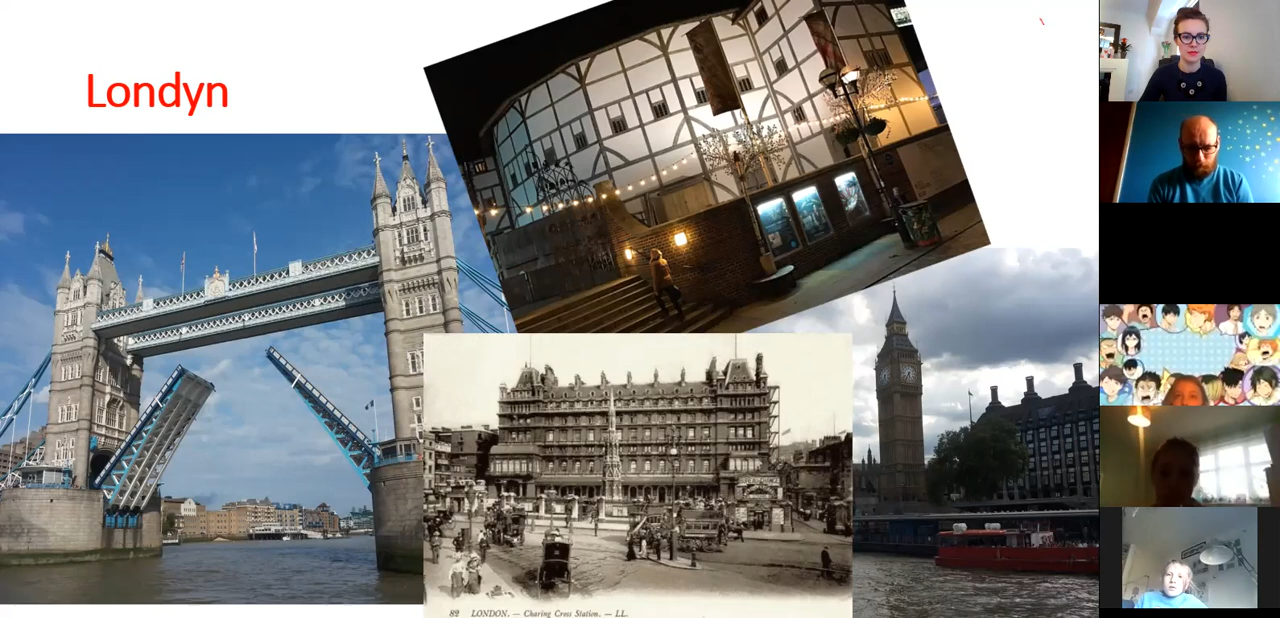 Londyn
82 LONDON. — Charing Cross Station. — LL.